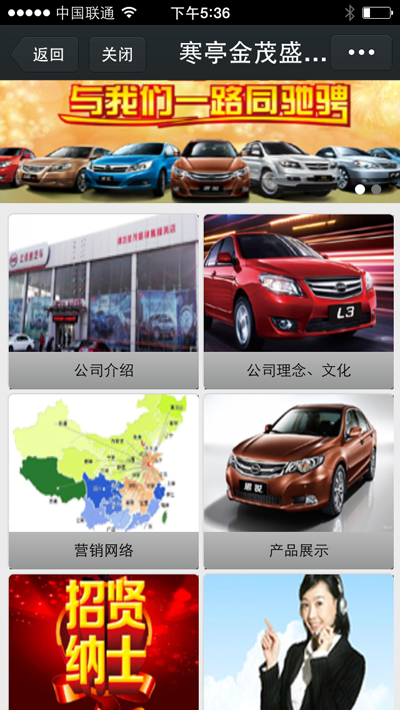 中国联通
下午5:36
返回
关闭
寒亭金茂盛...
与我们一路同驰骋
公司介绍
L3
公司理念、文化
思锐
营销网络
产品展示
招贤
纳士